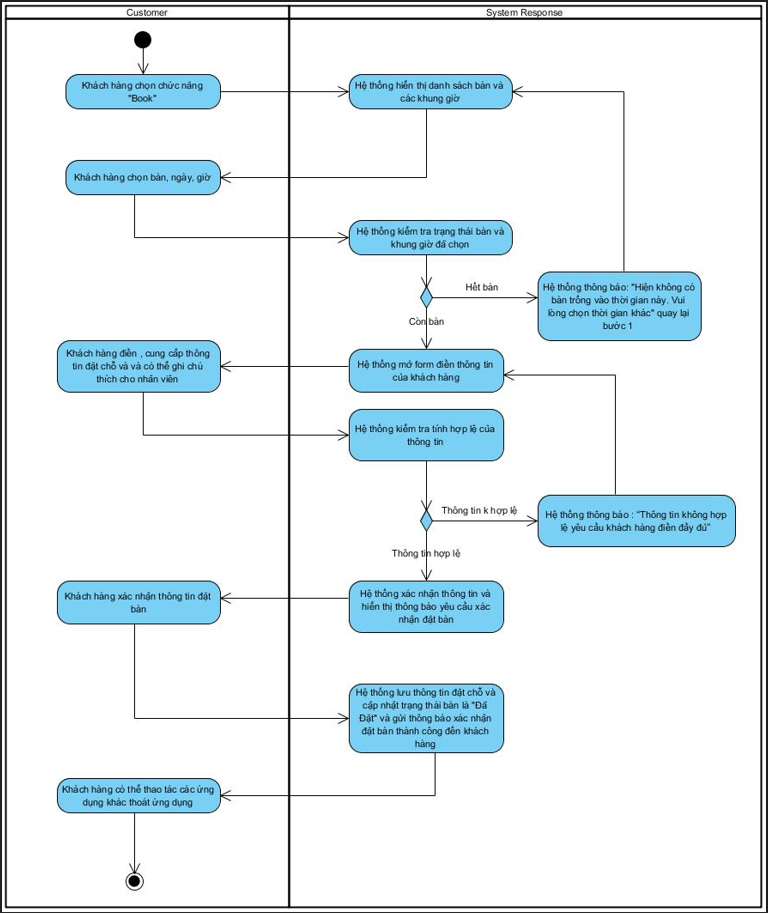 Customer
System Response
Khách hàng chọn chức năng
"Book"
Hệ thống hiển thị danh sách bàn và
các khung giờ
Khách hàng chọn bàn, ngày, giờ
Hệ thống kiểm tra trạng thái bàn và
khung giờ đã chọn
Hết bàn
Hệ thống thông báo: "Hiện không có
bàn trống vào thời gian này. Vui
lòng chọn thời gian khác" quay lại
bước 1
Còn bàn
Khách hàng điền , cung cấp thông
tin đặt chỗ và và có thể ghi chú
thích cho nhân viên
Hệ thống mở form điền thông tin
của khách hàng
Hệ thống kiểm tra tính hợp lệ của
thông tin
Thông tin k hợp lệ
Hệ thống thông báo : "Thông tin không hợp
lệ yêu cầu khách hàng điền đầy đủ"
Thông tin hợp lệ
Khách hàng xác nhận thông tin đặt
bàn
Hệ thống xác nhận thông tin và
hiển thị thông báo yêu cầu xác
nhận đặt bàn
Hệ thống lưu thông tin đặt chỗ và
cập nhật trạng thái bàn là "Đã
Đặt" và gửi thông báo xác nhận
đặt bàn thành công đến khách
hàng
Khách hàng có thể thao tác các ứng
dụng khác thoát ứng dụng